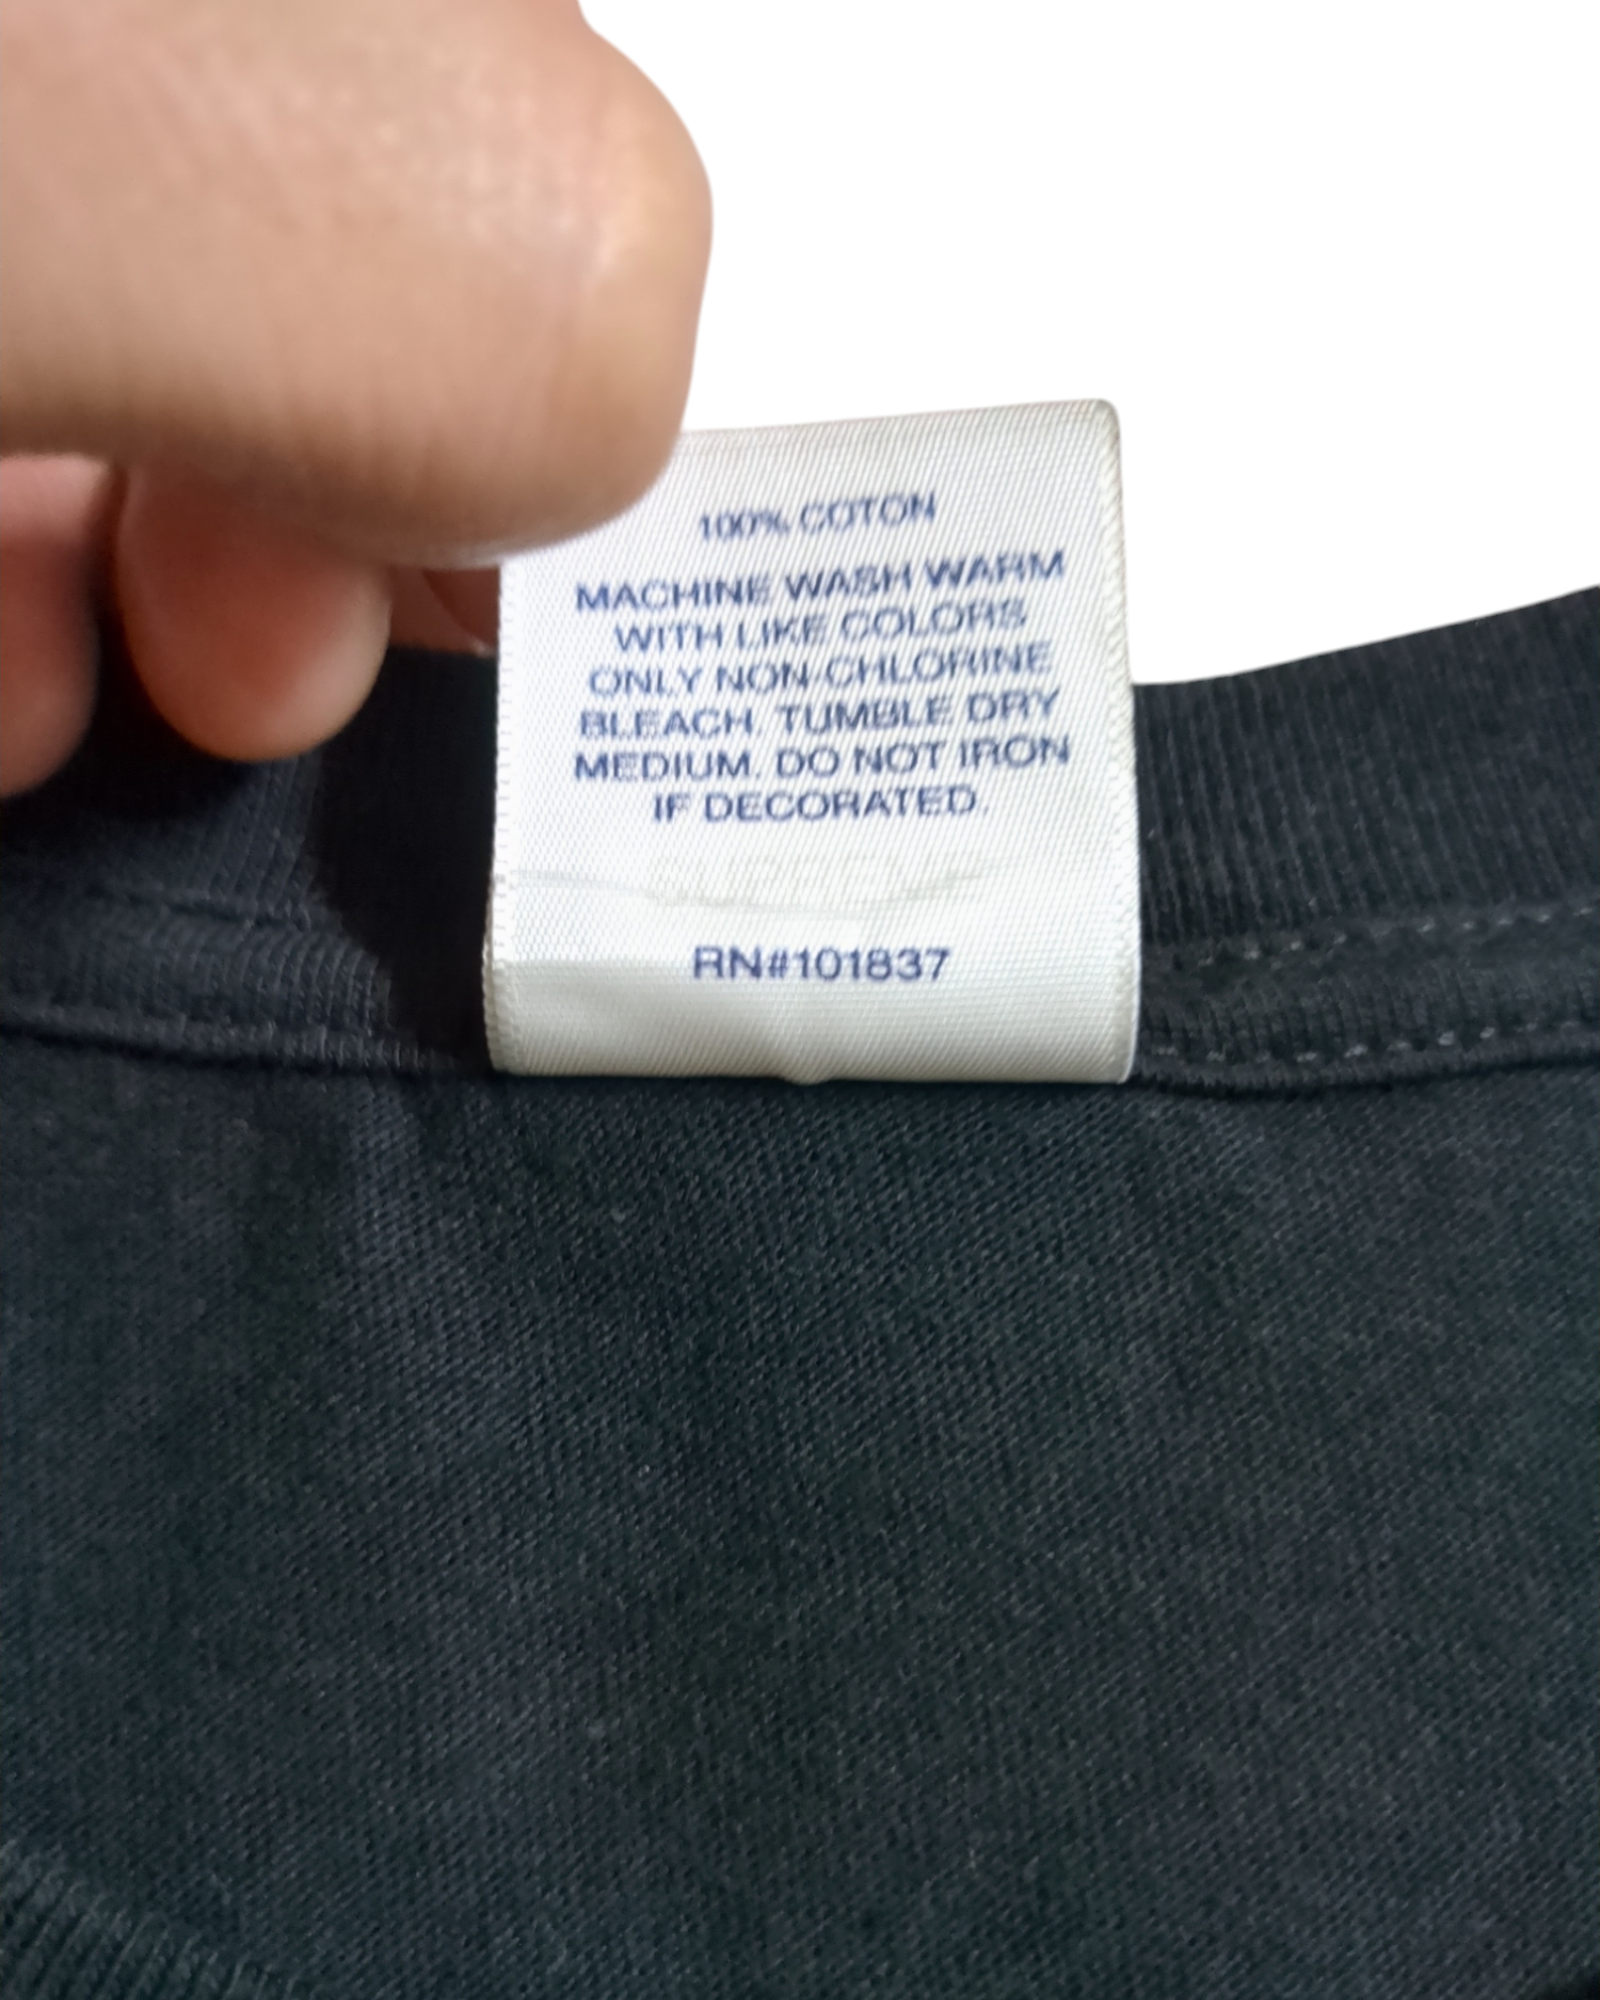 100% COTON
MACHINE WASH WARM
WITH LIKE COLORS
ONLY NON-CHLORINE
BLEACH. TUMBLE DRY
MEDIUM. DO NOT IRON
IF DECORATED.
RN#101837